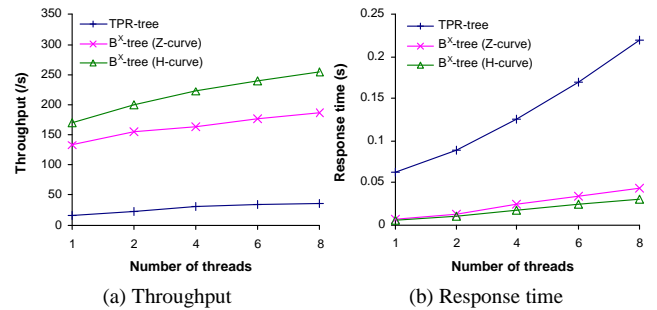 TPR-tree
B^X-tree (Z-curve)
B^X-tree (H-curve)
350
300
250
200
150
100
50
0
Throughput (/s)
1 2 4 6 8
Number of threads
(a) Throughput
TPR-tree
B^X-tree (Z-curve)
B^X-tree (H-curve)
0.25
0.2
0.15
0.1
0.05
0
Response time (s)
1 2 4 6 8
Number of threads
(b) Response time